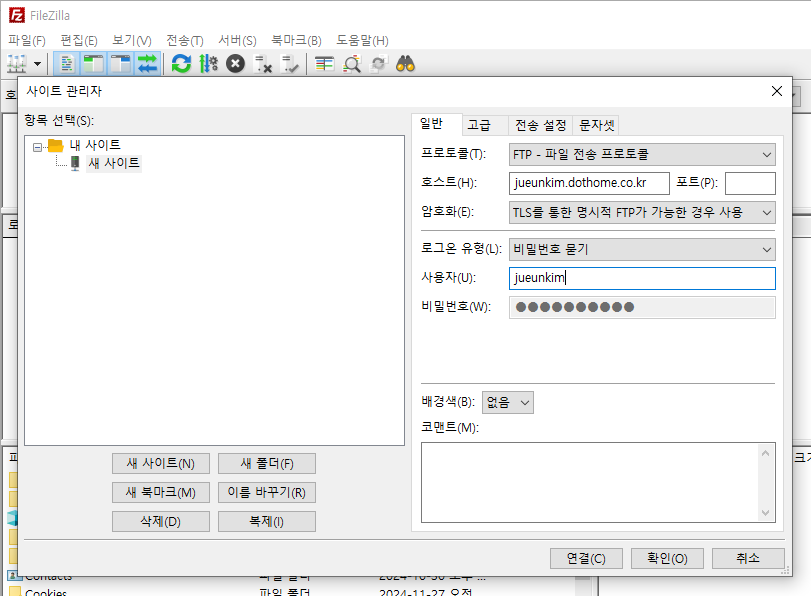 FileZilla
파일(F) 편집(E) 보기(V) 전송(T) 서버(S) 북마크(B) 도움말(H)
사이트 관리자
항목 선택(S):
내 사이트
새 사이트
새 사이트(N) 새 폴더(F)
새 북마크(M) 이름 바꾸기(R)
삭제(D) 복제(I)
일반 고급 전송 설정 문자셋
프로토콜(T): FTP - 파일 전송 프로토콜
호스트(H): jueunkim.dothome.co.kr 포트(P):
암호화(E): TLS를 통한 명시적 FTP가 가능한 경우 사용
로그온 유형(L): 비밀번호 묻기
사용자(U): jueunkim
비밀번호(W): ●●●●●●●●●●
배경색(B): 없음
코맨트(M):
연결(C) 확인(O) 취소
Contacts 파일 폴더 2024-10-30 오후 ...
Cookies 파일 폴더 2024-11-27 오전